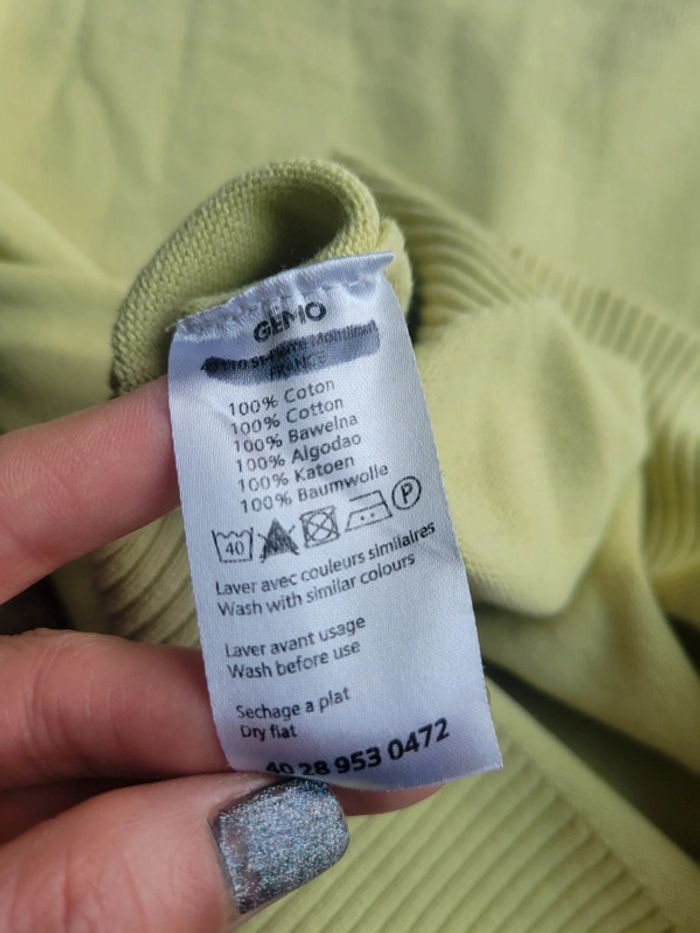 GEMO
FRANCE
100% Coton
100% Cotton
100% Bawelna
100% Algodao
100% Katoen
100% Baumwolle
40 P
Laver avec couleurs similaires
Wash with similar colours
Laver avant usage
Wash before use
Sechage a plat
Dry flat
40 28 953 0472